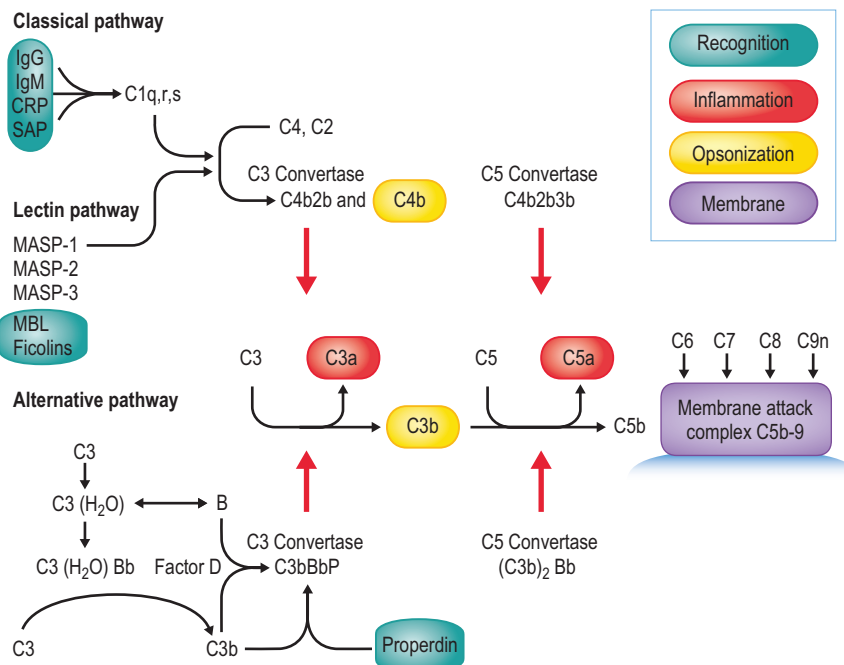 Classical pathway
IgG
IgM
CRP
SAP
C1q,r,s
C4, C2
C3 Convertase
C4b2b and
C4b
C5 Convertase
C4b2b3b
Recognition
Inflammation
Opsonization
Membrane
Lectin pathway
MASP-1
MASP-2
MASP-3
MBL
Ficolins
C3
C3a
C3b
C5
C5a
C5b
C6
C7
C8
C9n
Membrane attack
complex C5b-9
Alternative pathway
C3
C3 (H₂O)
B
C3 (H₂O) Bb
Factor D
C3 Convertase
C3bBbP
C5 Convertase
(C3b)₂ Bb
C3
C3b
Properdin